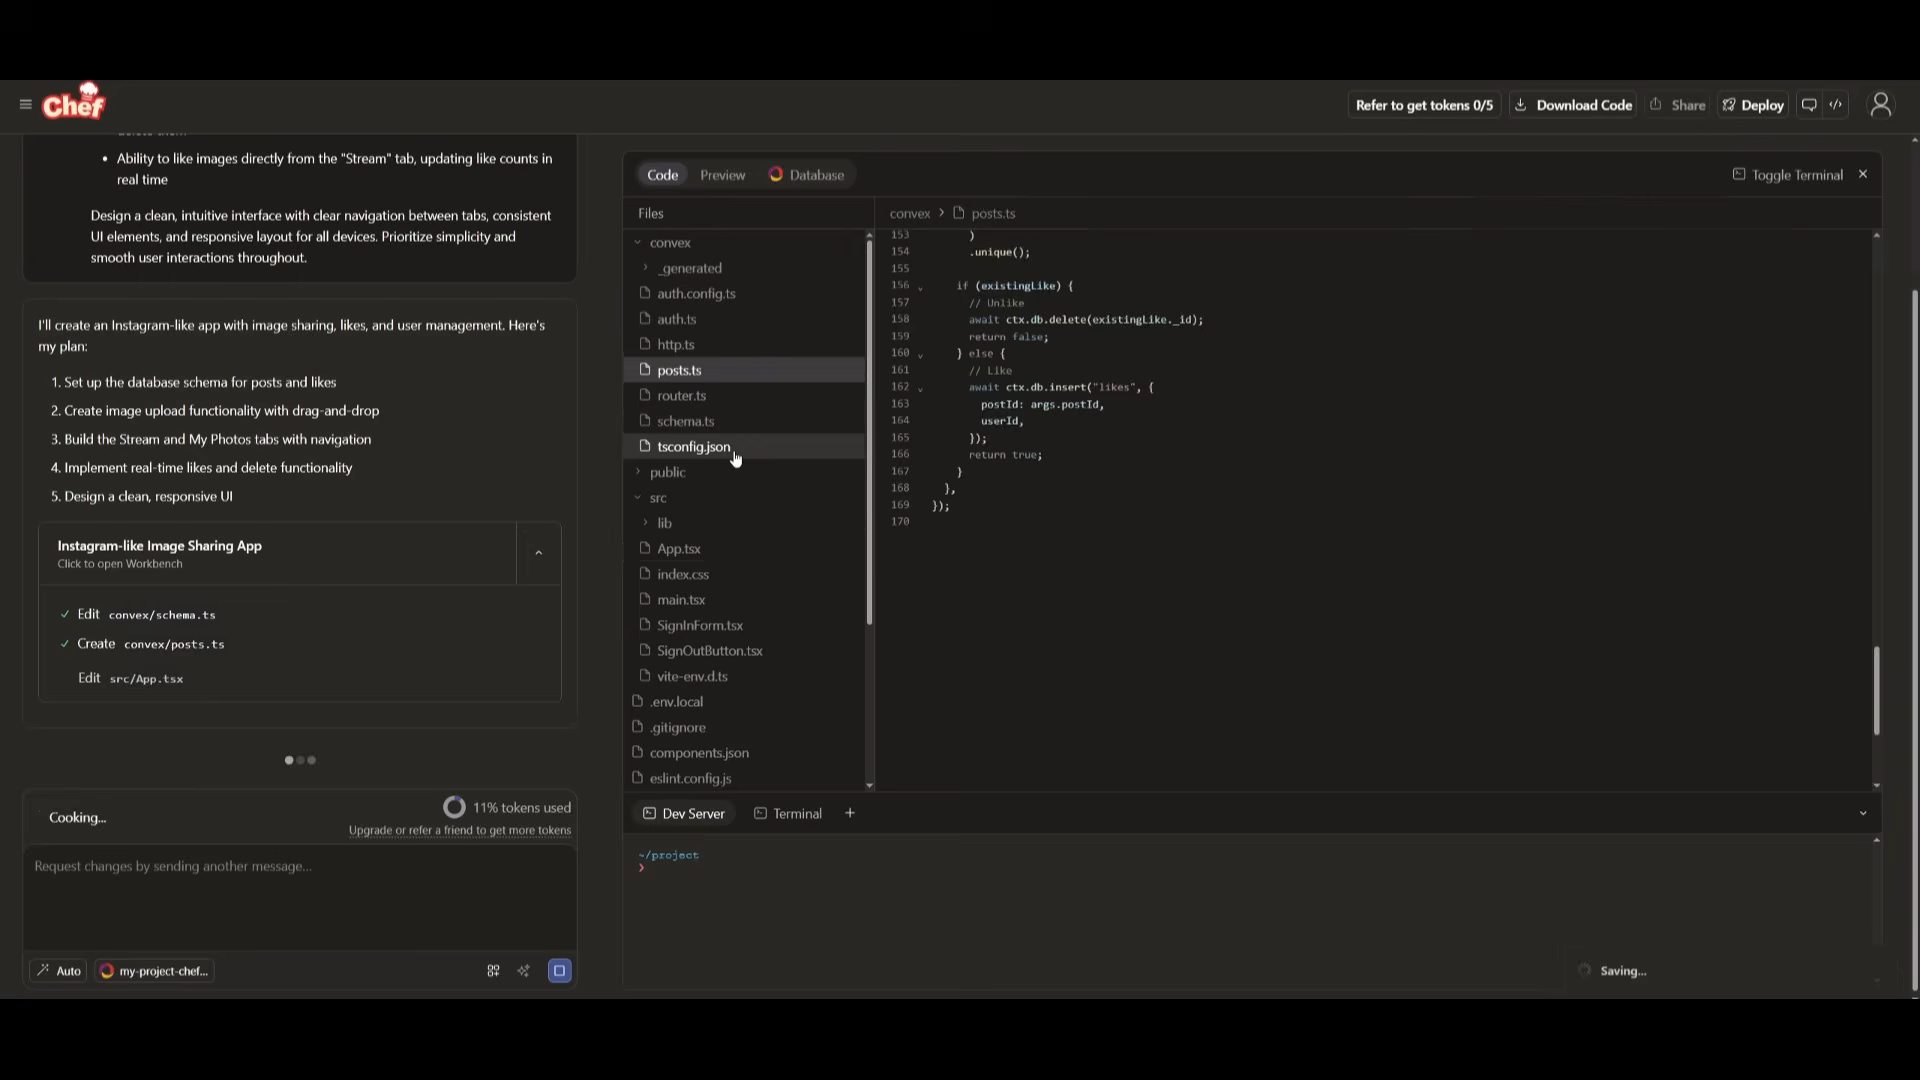 Chef
Refer to get tokens 0/5
Download Code
Share
Deploy
• Ability to like images directly from the "Stream" tab, updating like counts in
real time
Design a clean, intuitive interface with clear navigation between tabs, consistent
UI elements, and responsive layout for all devices. Prioritize simplicity and
smooth user interactions throughout.
I'll create an Instagram-like app with image sharing, likes, and user management. Here's
my plan:
1. Set up the database schema for posts and likes
2. Create image upload functionality with drag-and-drop
3. Build the Stream and My Photos tabs with navigation
4. Implement real-time likes and delete functionality
5. Design a clean, responsive UI
Instagram-like Image Sharing App
Click to open Workbench
Edit convex/schema.ts
Create convex/posts.ts
Edit src/App.tsx
Cooking...
11% tokens used
Upgrade or refer a friend to get more tokens
Request changes by sending another message...
Auto
my-project-chef...
Code
Preview
Database
Toggle Terminal
Files
convex
_generated
auth.config.ts
auth.ts
http.ts
posts.ts
router.ts
schema.ts
tsconfig.json
public
src
lib
App.tsx
index.css
main.tsx
SignInForm.tsx
SignOutButton.tsx
vite-env.d.ts
.env.local
.gitignore
components.json
eslint.config.js
convex > posts.ts
153 )
154 .unique();
155
156 if (existingLike) {
157 // Unlike
158 await ctx.db.delete(existingLike._id);
159 return false;
160 } else {
161 // Like
162 await ctx.db.insert("likes", {
163 postId: args.postId,
164 userId,
165 });
166 return true;
167 }
168 },
169 });
170
Dev Server
Terminal
+
~/project
❯
Saving...